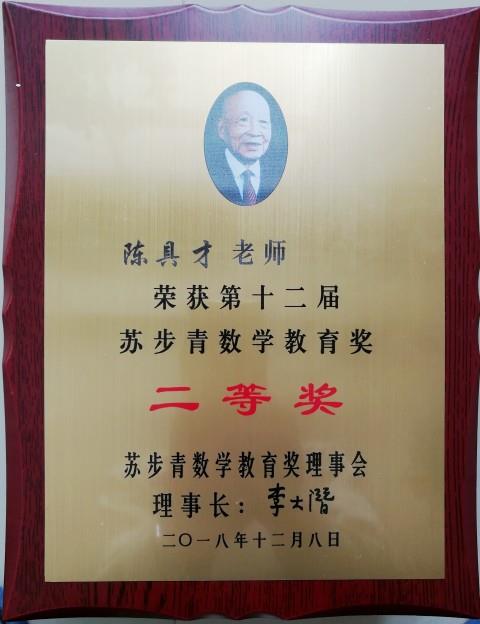 陈具才 老师
荣获第十二届
苏步青数学教育奖
二等奖
苏步青数学教育奖理事会
理事长：李大潜
二〇一八年十二月八日